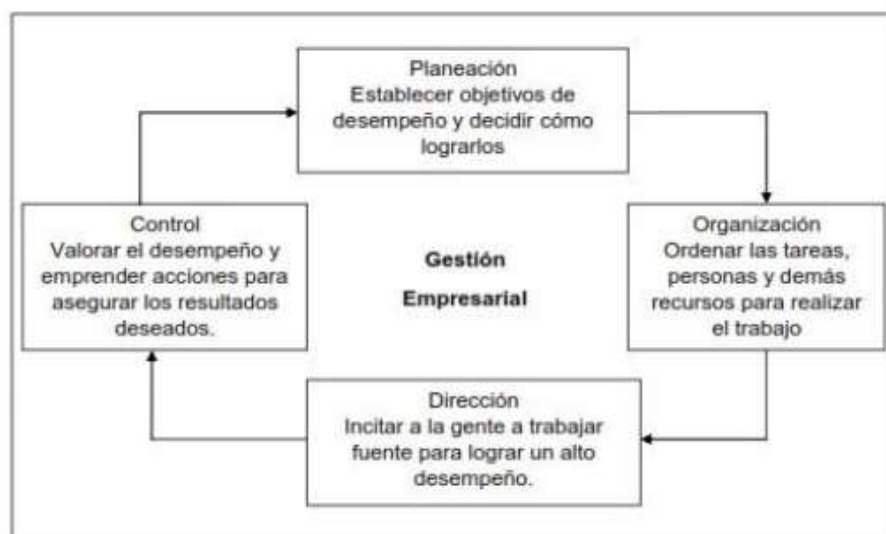 Planeación
Establecer objetivos de
desempeño y decidir cómo
lograrlos
Control
Valorar el desempeño y
emprender acciones para
asegurar los resultados
deseados.
Gestión
Empresarial
Organización
Ordenar las tareas,
personas y demás
recursos para realizar
el trabajo
Dirección
Incitar a la gente a trabajar
fuente para lograr un alto
desempeño.